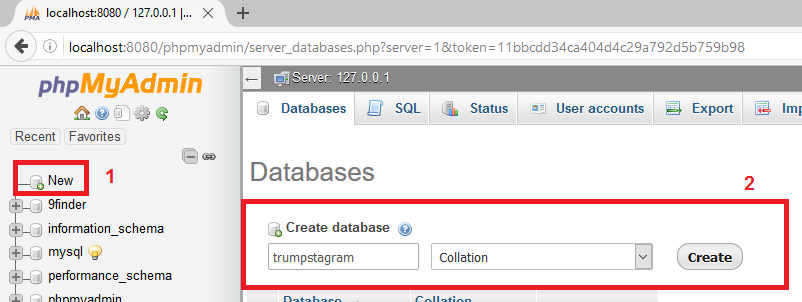 localhost:8080 / 127.0.0.1 |...
localhost:8080/phpmyadmin/server_databases.php?server=1&token=11bbcdd34ca404d4c29a792d5b759b98
phpMyAdmin
Recent Favorites
New 1
9finder
information_schema
mysql
performance_schema
phpmyadmin
Server: 127.0.0.1
Databases SQL Status User accounts Export Imp
Databases
2
Create database
trumpstagram Collation Create
Database Collation